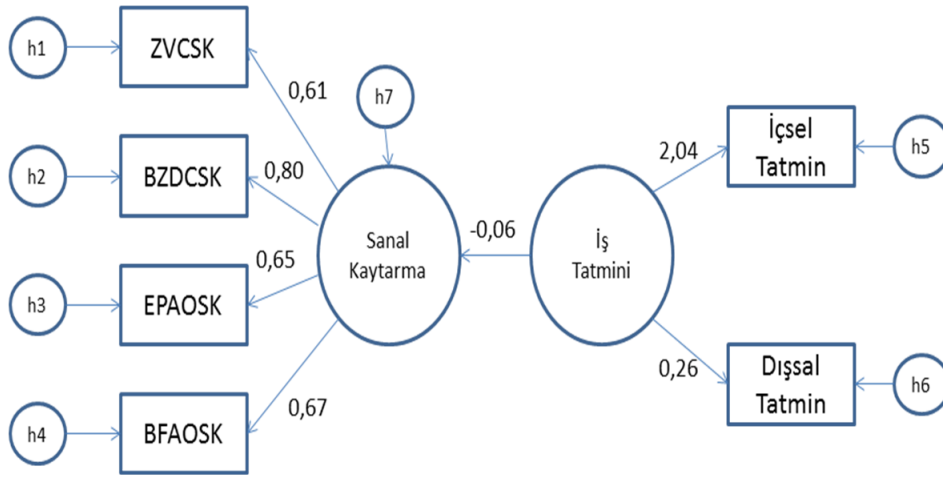 h1
ZVCSK
0,61
h7
h2
BZDCSK
0,80
Sanal
Kaytarma
-0,06
İş
Tatmini
2,04
İçsel
Tatmin
h5
h3
EPAOSK
0,65
h4
BFAOSK
0,67
0,26
Dışsal
Tatmin
h6